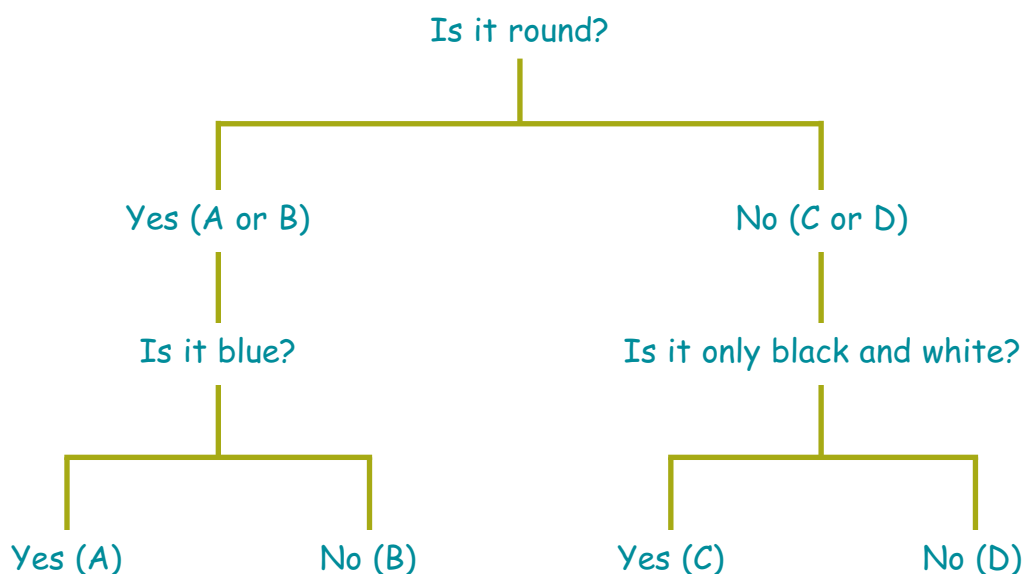 Is it round?
Yes (A or B)
No (C or D)
Is it blue?
Is it only black and white?
Yes (A)
No (B)
Yes (C)
No (D)